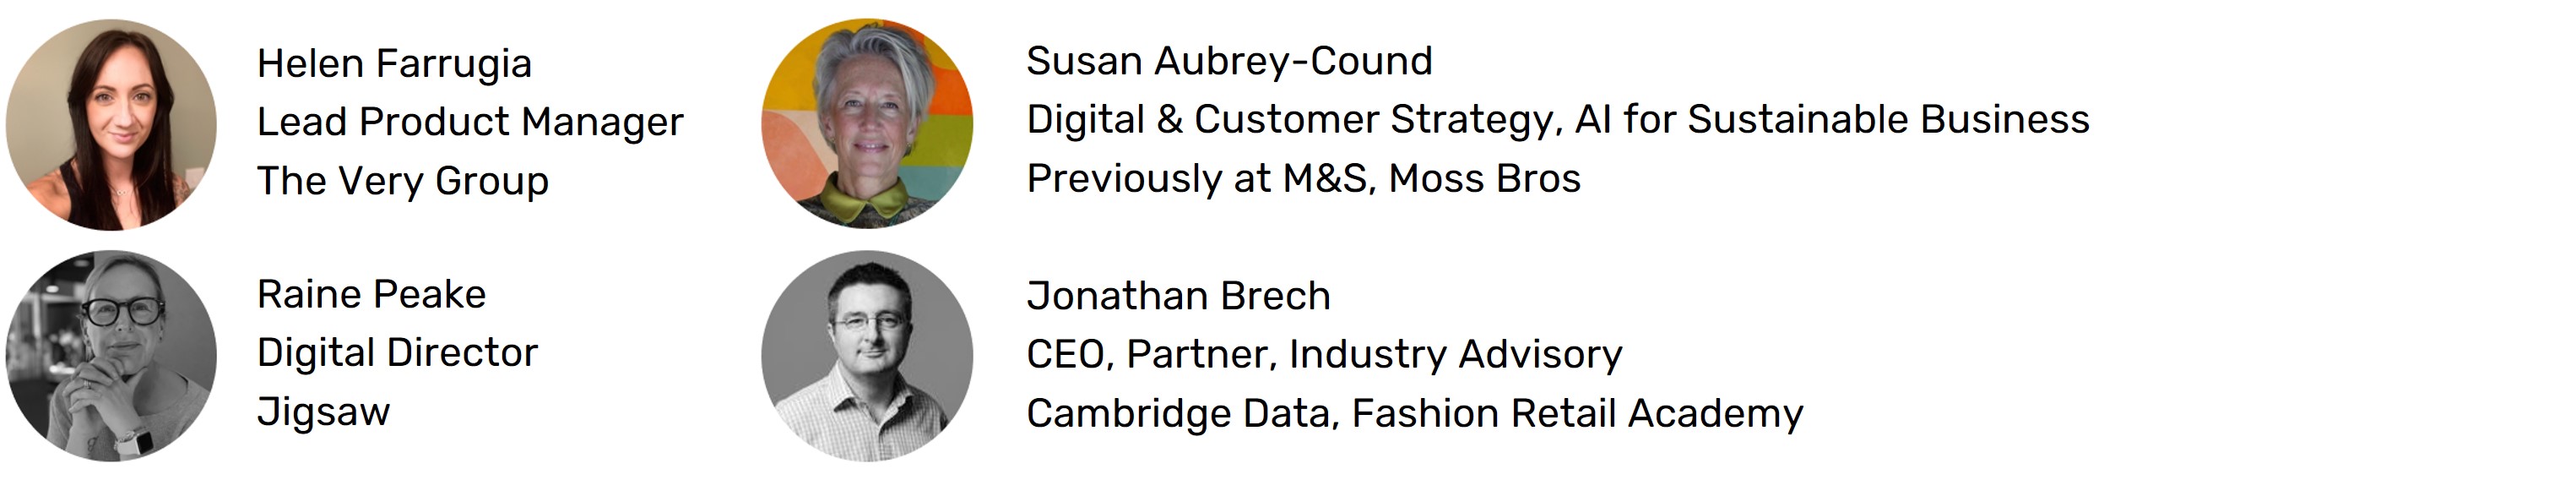 Helen Farrugia
Lead Product Manager
The Very Group
Susan Aubrey-Cound
Digital & Customer Strategy, AI for Sustainable Business
Previously at M&S, Moss Bros
Raine Peake
Digital Director
Jigsaw
Jonathan Brech
CEO, Partner, Industry Advisory
Cambridge Data, Fashion Retail Academy